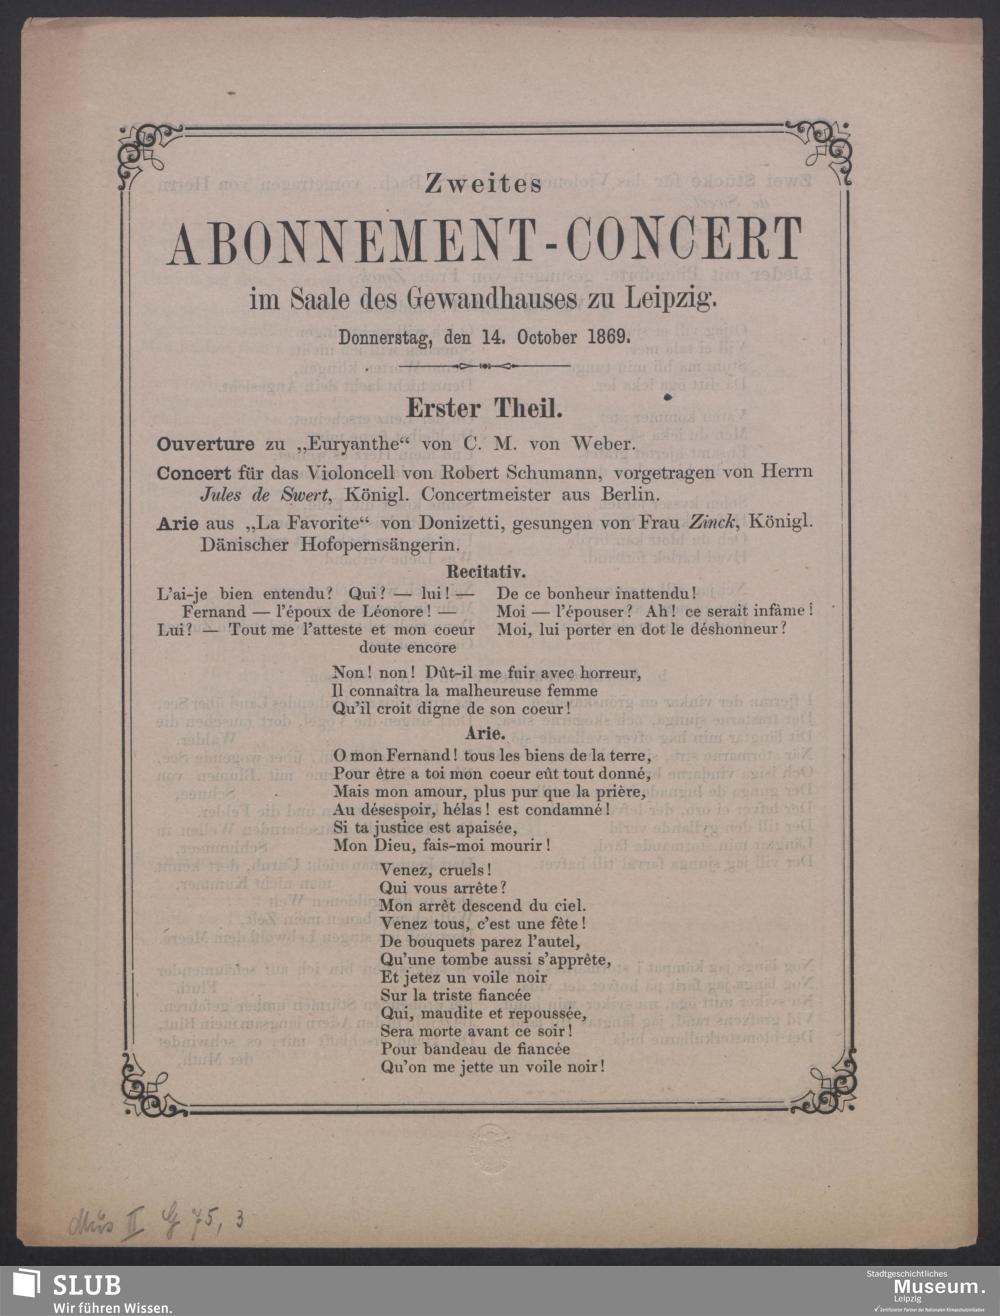 Zweites
ABONNEMENT-CONCERT
im Saale des Gewandhauses zu Leipzig.
Donnerstag, den 14. October 1869.
Erster Theil.
Ouverture zu „Euryanthe“ von C. M. von Weber.
Concert für das Violoncell von Robert Schumann, vorgetragen von Herrn
Jules de Swert, Königl. Concertmeister aus Berlin.
Arie aus „La Favorite“ von Donizetti, gesungen von Frau Zinck, Königl.
Dänischer Hofopernsängerin.
Recitativ.
L'ai-je bien entendu? Qui? — lui! —
Fernand — l'époux de Léonore! —
Lui? — Tout me l'atteste et mon coeur
doute encore
De ce bonheur inattendu!
Moi — l'épouser? Ah! ce serait infâme!
Moi, lui porter en dot le déshonneur?
Non! non! Dût-il me fuir avec horreur,
Il connaîtra la malheureuse femme
Qu'il croit digne de son coeur!
Arie.
O mon Fernand! tous les biens de la terre,
Pour être a toi mon coeur eût tout donné,
Mais mon amour, plus pur que la prière,
Au désespoir, hélas! est condamné!
Si ta justice est apaisée,
Mon Dieu, fais-moi mourir!
Venez, cruels!
Qui vous arrête?
Mon arrêt descend du ciel.
Venez tous, c'est une fête!
De bouquets parez l'autel,
Qu'une tombe aussi s'apprête,
Et jetez un voile noir
Sur la triste fiancée
Qui, maudite et repoussée,
Sera morte avant ce soir!
Pour bandeau de fiancée
Qu'on me jette un voile noir!
Mus II G 75, 3
SLUB
Wir führen Wissen.
Stadtgeschichtliches
Museum.
Leipzig
Zertifizierter Partner der Nationalen Klimaschutzinitiative